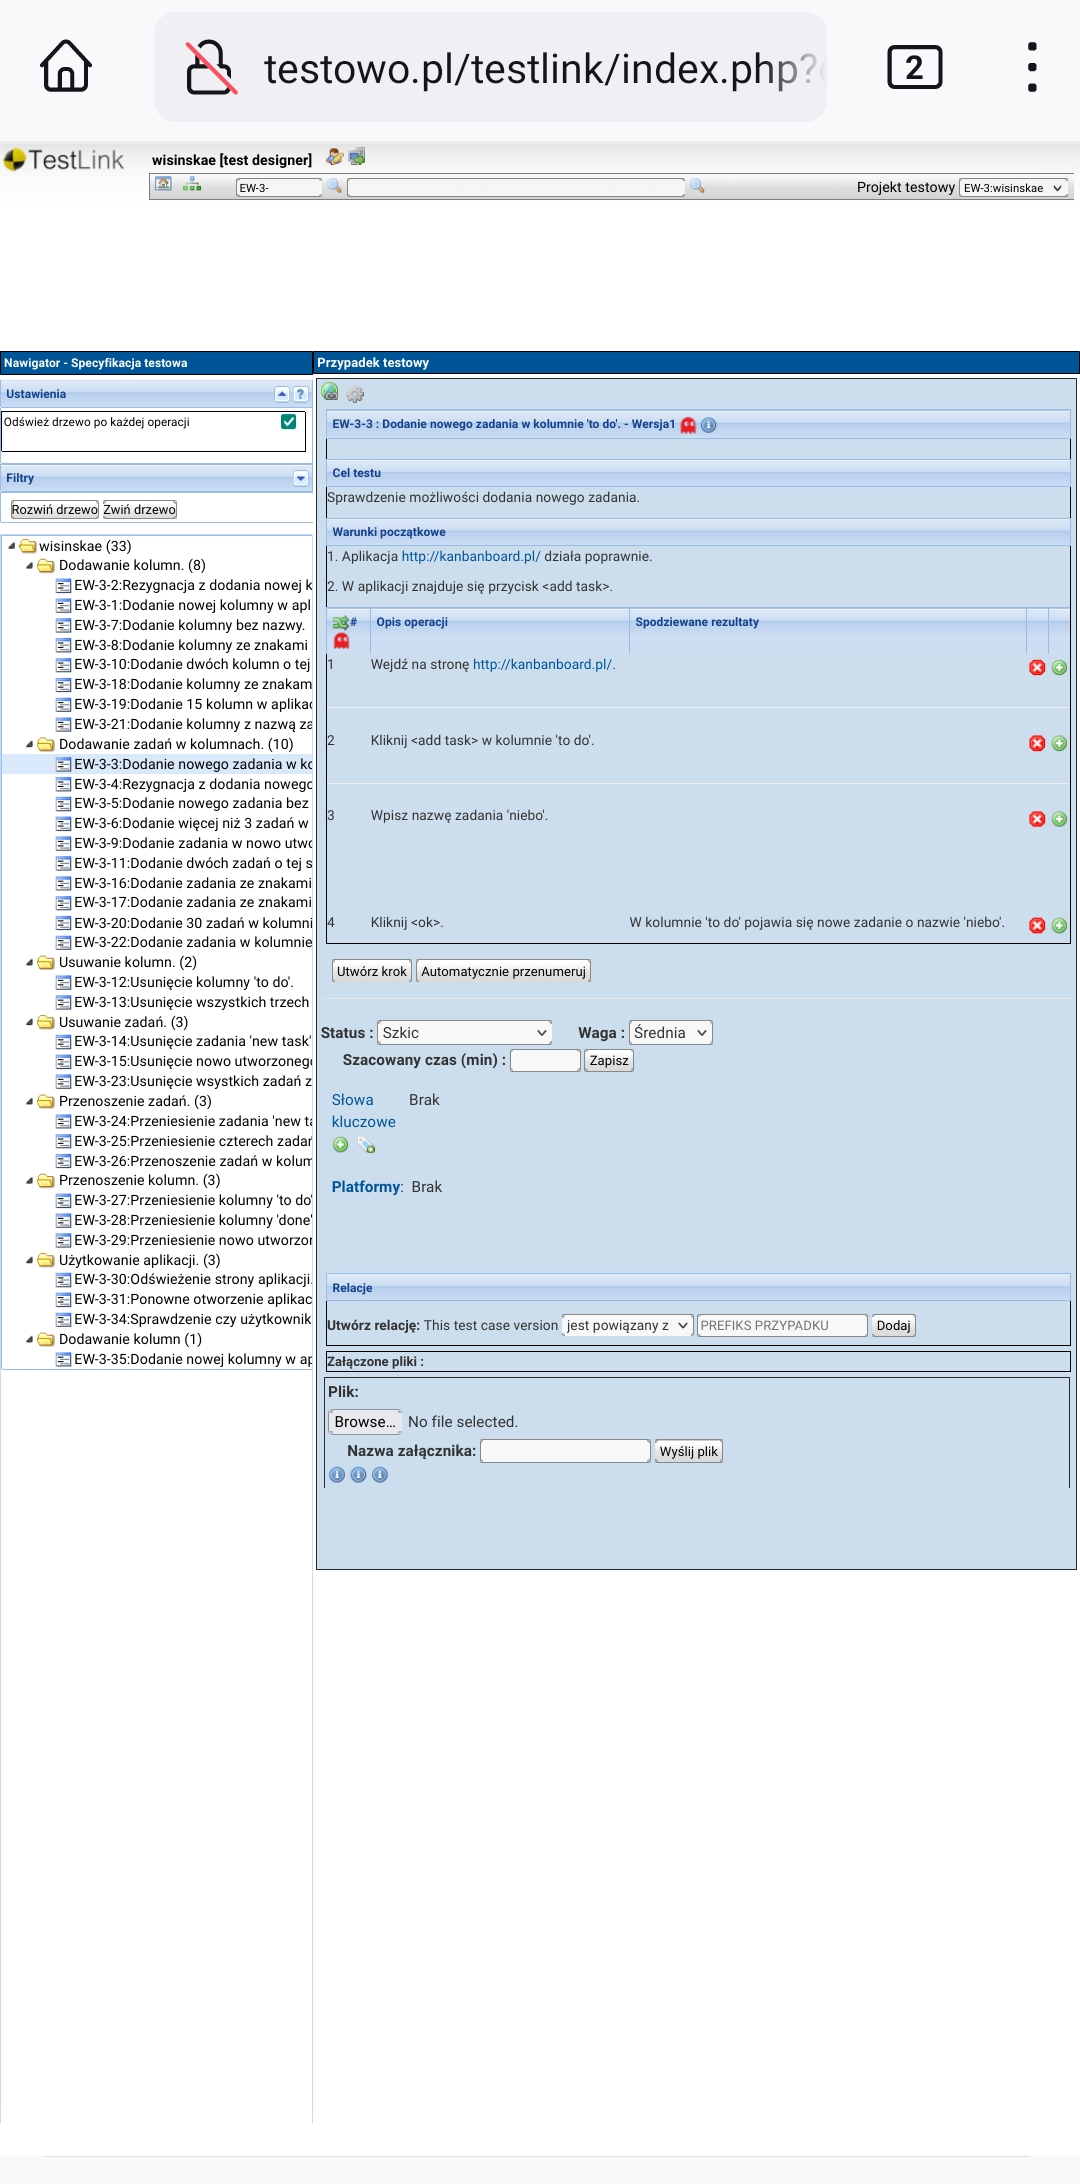 testowo.pl/testlink/index.php?
2
TestLink
wisinskae [test designer]
EW-3-
Projekt testowy EW-3:wisinskae
Nawigator - Specyfikacja testowa
Ustawienia
?
Odśwież drzewo po każdej operacji
Filtry
Rozwiń drzewo Zwiń drzewo
wisinskae (33)
Dodawanie kolumn. (8)
EW-3-2:Rezygnacja z dodania nowej k
EW-3-1:Dodanie nowej kolumny w apl
EW-3-7:Dodanie kolumny bez nazwy.
EW-3-8:Dodanie kolumny ze znakami
EW-3-10:Dodanie dwóch kolumn o tej
EW-3-18:Dodanie kolumny ze znakam
EW-3-19:Dodanie 15 kolumn w aplikac
EW-3-21:Dodanie kolumny z nazwą za
Dodawanie zadań w kolumnach. (10)
EW-3-3:Dodanie nowego zadania w ko
EW-3-4:Rezygnacja z dodania nowego
EW-3-5:Dodanie nowego zadania bez
EW-3-6:Dodanie więcej niż 3 zadań w
EW-3-9:Dodanie zadania w nowo utwo
EW-3-11:Dodanie dwóch zadań o tej s
EW-3-16:Dodanie zadania ze znakami
EW-3-17:Dodanie zadania ze znakami
EW-3-20:Dodanie 30 zadań w kolumni
EW-3-22:Dodanie zadania w kolumnie
Usuwanie kolumn. (2)
EW-3-12:Usunięcie kolumny 'to do'.
EW-3-13:Usunięcie wszystkich trzech
Usuwanie zadań. (3)
EW-3-14:Usunięcie zadania 'new task'
EW-3-15:Usunięcie nowo utworzonego
EW-3-23:Usunięcie wsystkich zadań z
Przenoszenie zadań. (3)
EW-3-24:Przeniesienie zadania 'new ta
EW-3-25:Przeniesienie czterech zadań
EW-3-26:Przenoszenie zadań w kolum
Przenoszenie kolumn. (3)
EW-3-27:Przeniesienie kolumny 'to do'
EW-3-28:Przeniesienie kolumny 'done'
EW-3-29:Przeniesienie nowo utworzon
Użytkowanie aplikacji. (3)
EW-3-30:Odświeżenie strony aplikacji.
EW-3-31:Ponowne otworzenie aplikac
EW-3-34:Sprawdzenie czy użytkownik
Dodawanie kolumn (1)
EW-3-35:Dodanie nowej kolumny w ap
Przypadek testowy
EW-3-3 : Dodanie nowego zadania w kolumnie 'to do'. - Wersja1
Cel testu
Sprawdzenie możliwości dodania nowego zadania.
Warunki początkowe
1. Aplikacja http://kanbanboard.pl/ działa poprawnie.
2. W aplikacji znajduje się przycisk <add task>.
# Opis operacji Spodziewane rezultaty
1 Wejdź na stronę http://kanbanboard.pl/.
2 Kliknij <add task> w kolumnie 'to do'.
3 Wpisz nazwę zadania 'niebo'.
4 Kliknij <ok>. W kolumnie 'to do' pojawia się nowe zadanie o nazwie 'niebo'.
Utwórz krok Automatycznie przenumeruj
Status : Szkic Waga : Średnia
Szacowany czas (min) : Zapisz
Słowa kluczowe Brak
Platformy: Brak
Relacje
Utwórz relację: This test case version jest powiązany z PREFIKS PRZYPADKU Dodaj
Załączone pliki :
Plik:
Browse... No file selected.
Nazwa załącznika: Wyślij plik